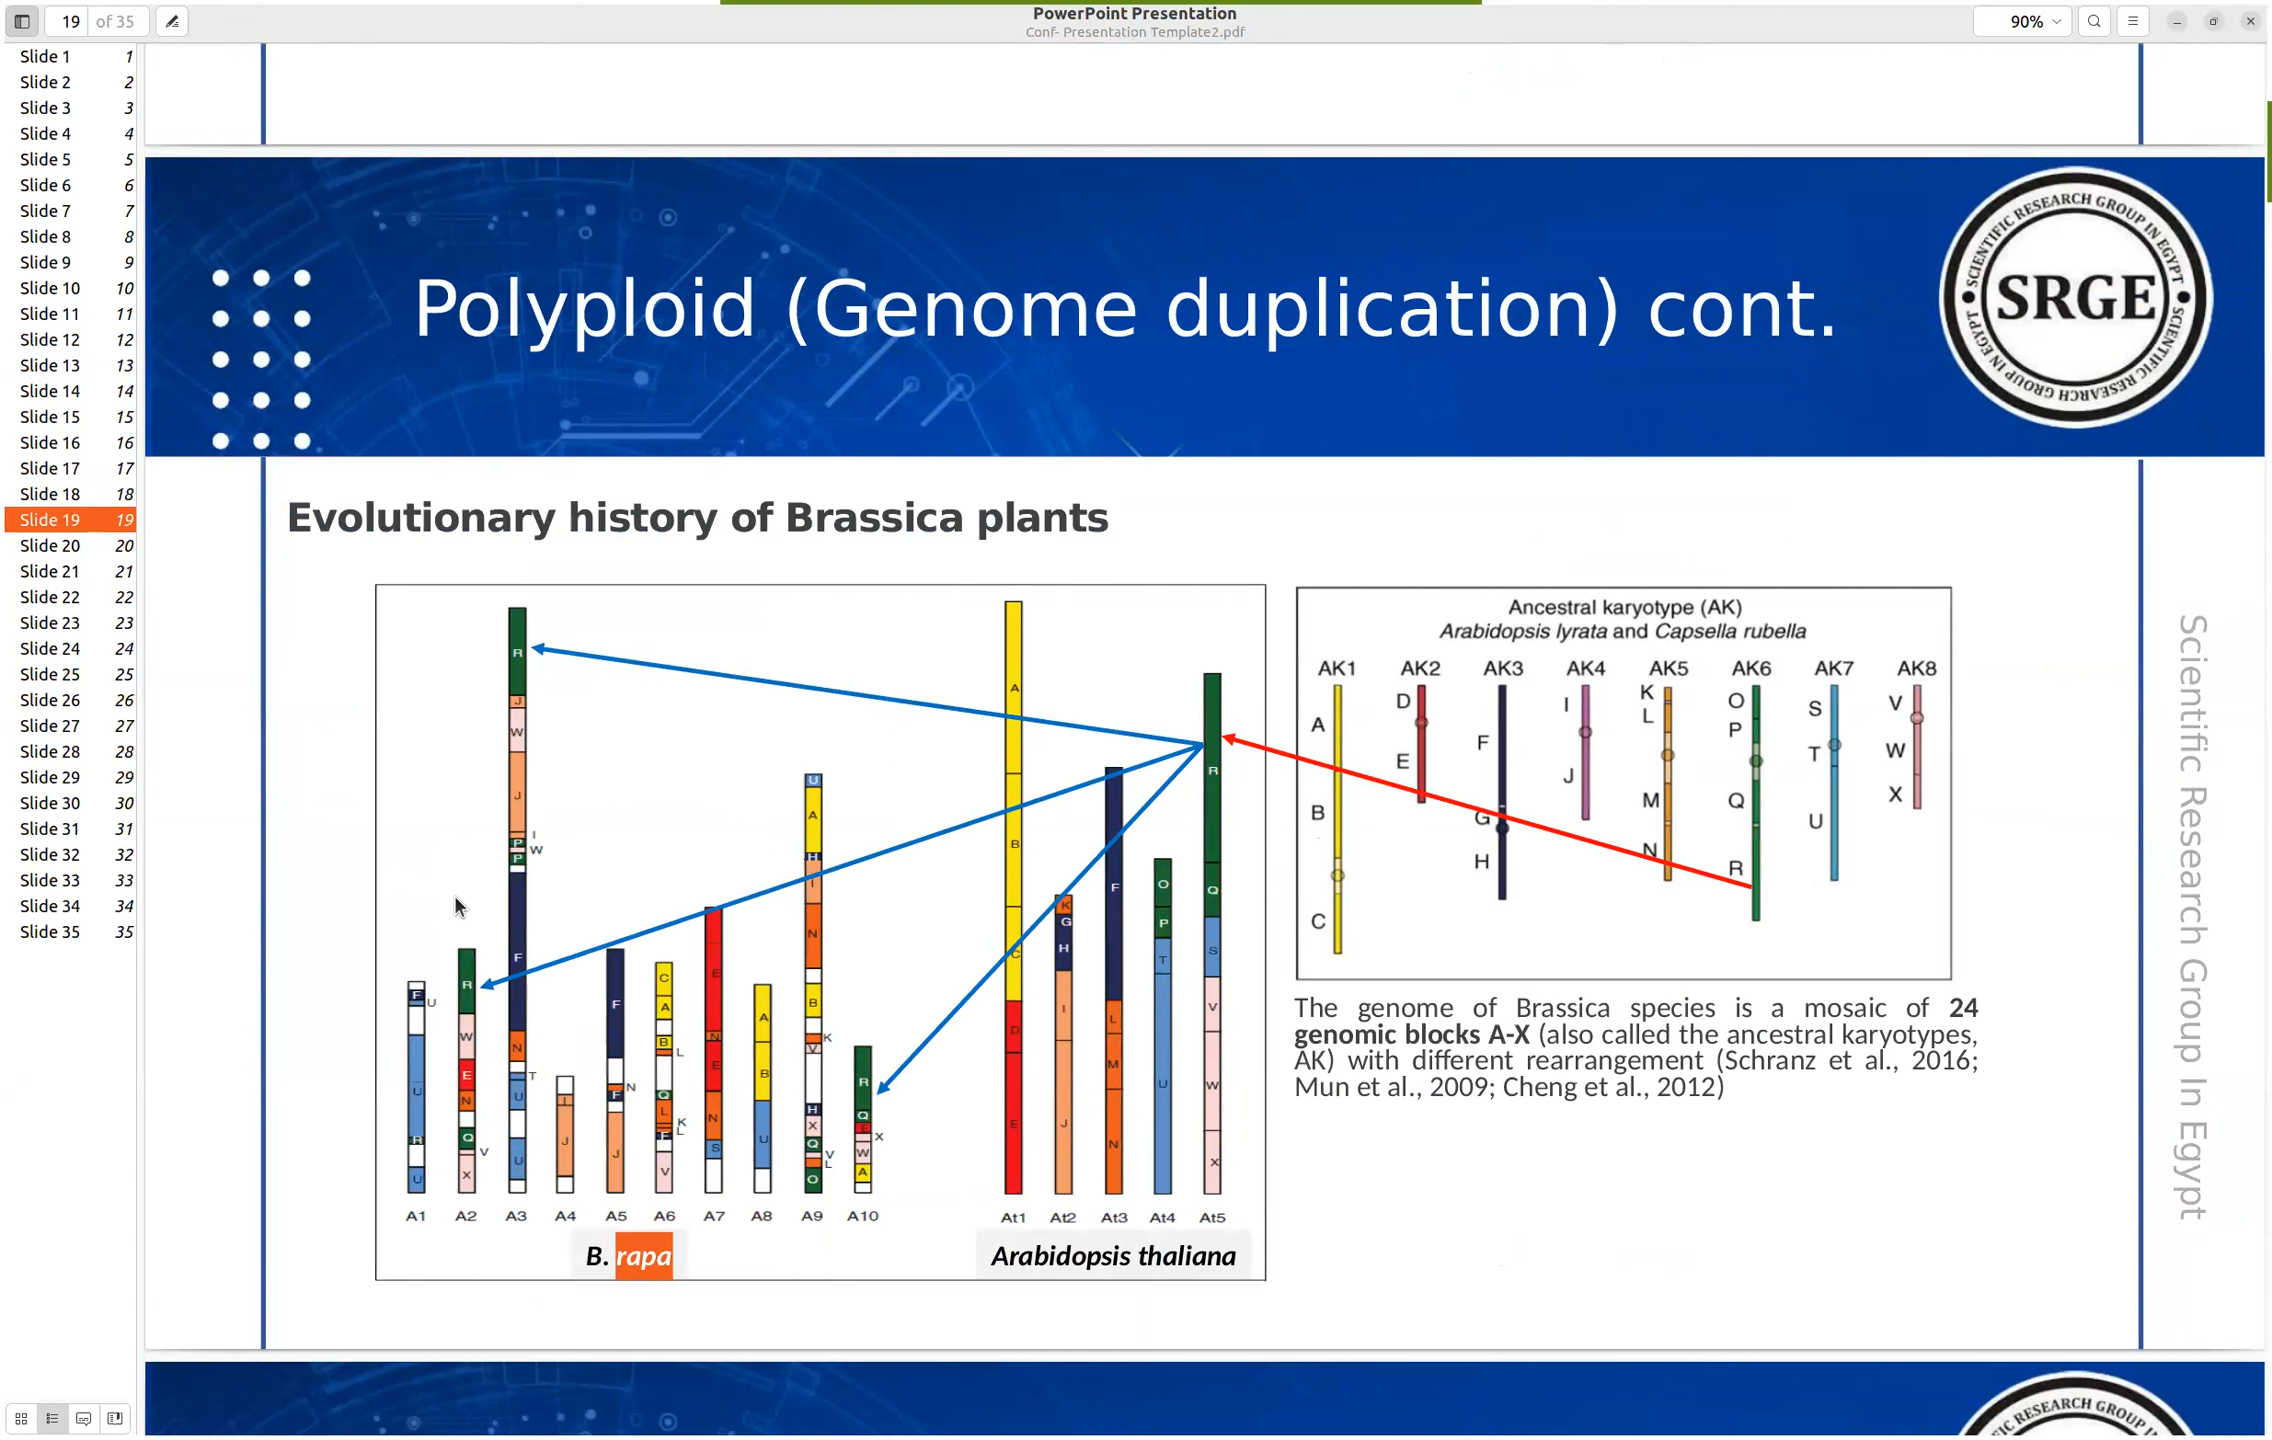 PowerPoint Presentation
Conf- Presentation Template2.pdf
19 of 35
90%
Slide 1 1
Slide 2 2
Slide 3 3
Slide 4 4
Slide 5 5
Slide 6 6
Slide 7 7
Slide 8 8
Slide 9 9
Slide 10 10
Slide 11 11
Slide 12 12
Slide 13 13
Slide 14 14
Slide 15 15
Slide 16 16
Slide 17 17
Slide 18 18
Slide 19 19
Slide 20 20
Slide 21 21
Slide 22 22
Slide 23 23
Slide 24 24
Slide 25 25
Slide 26 26
Slide 27 27
Slide 28 28
Slide 29 29
Slide 30 30
Slide 31 31
Slide 32 32
Slide 33 33
Slide 34 34
Slide 35 35
Polyploid (Genome duplication) cont.
SCIENTIFIC RESEARCH GROUP IN EGYPT
SCIENTIFIC RESEARCH GROUP IN EGYPT
SRGE
Evolutionary history of Brassica plants
F U U R U
R W E N Q V X
R J W J I P W P F N T U U
I J
F N F J
C A B L Q L K L F V
E N E N S
A B U
U A H I N B K V H X Q V L O
R Q E X W A
A1 A2 A3 A4 A5 A6 A7 A8 A9 A10
B. rapa
A B C D E
K G H I J
F L M N
O P T U
R Q S V W X
At1 At2 At3 At4 At5
Arabidopsis thaliana
Ancestral karyotype (AK)
Arabidopsis lyrata and Capsella rubella
AK1 AK2 AK3 AK4 AK5 AK6 AK7 AK8
A B C
D E
F G H
I J
K L M N
O P Q R
S T U
V W X
The genome of Brassica species is a mosaic of 24
genomic blocks A-X (also called the ancestral karyotypes,
AK) with different rearrangement (Schranz et al., 2016;
Mun et al., 2009; Cheng et al., 2012)
Scientific Research Group In Egypt
RESEARCH GROUP IN